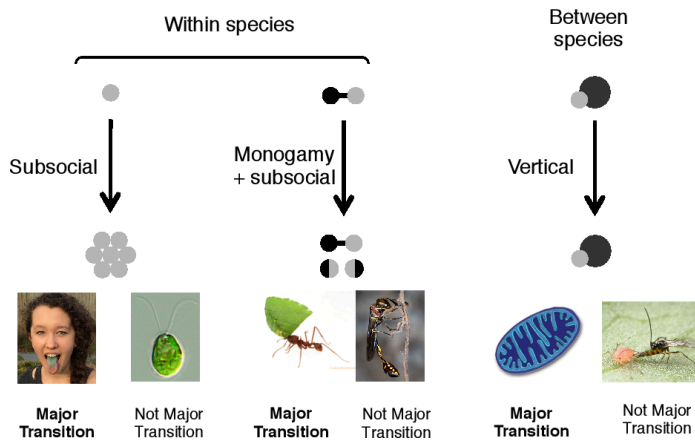 Within species
Between
species
Subsocial
Monogamy
+ subsocial
Vertical
Major
Transition
Not Major
Transition
Major
Transition
Not Major
Transition
Major
Transition
Not Major
Transition